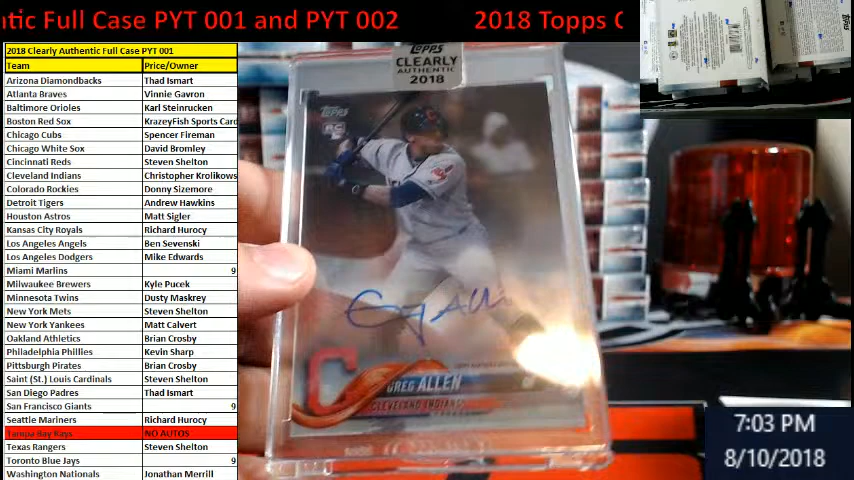 ntic Full Case PYT 001 and PYT 002 2018 Topps C
2018 Clearly Authentic Full Case PYT 001
Team Price/Owner
Arizona Diamondbacks Thad Ismart
Atlanta Braves Vinnie Gavron
Baltimore Orioles Karl Steinrucken
Boston Red Sox KrazeyFish Sports Card
Chicago Cubs Spencer Fireman
Chicago White Sox David Bromley
Cincinnati Reds Steven Shelton
Cleveland Indians Christopher Krolikows
Colorado Rockies Donny Sizemore
Detroit Tigers Andrew Hawkins
Houston Astros Matt Sigler
Kansas City Royals Richard Hurocy
Los Angeles Angels Ben Sevenski
Los Angeles Dodgers Mike Edwards
Miami Marlins 9
Milwaukee Brewers Kyle Pucek
Minnesota Twins Dusty Maskrey
New York Mets Steven Shelton
New York Yankees Matt Calvert
Oakland Athletics Brian Crosby
Philadelphia Phillies Kevin Sharp
Pittsburgh Pirates Brian Crosby
Saint (St.) Louis Cardinals Steven Shelton
San Diego Padres Thad Ismart
San Francisco Giants 9
Seattle Mariners Richard Hurocy
Tampa Bay Rays NO AUTOS
Texas Rangers Steven Shelton
Toronto Blue Jays 9
Washington Nationals Jonathan Merrill
TOPPS
CLEARLY
AUTHENTIC
2018
TOPPS
RC
C
Greg Allen
C
GREG ALLEN OF
CLEVELAND INDIANS
7:03 PM
8/10/2018